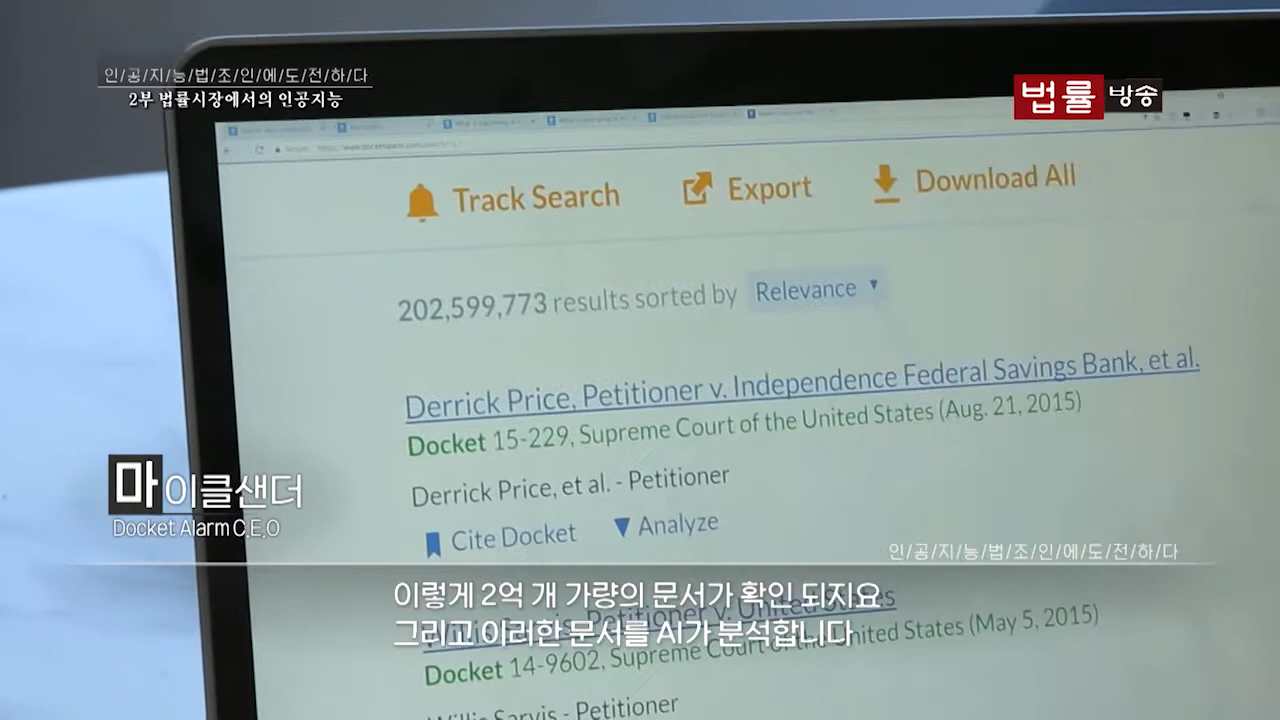 인/공/지/능/법/조/인/에/도/전/하/다
2부 법률시장에서의 인공지능
법률방송
Track Search
Export
Download All
202,599,773 results sorted by Relevance
Derrick Price, Petitioner v. Independence Federal Savings Bank, et al.
Docket 15-229, Supreme Court of the United States (Aug. 21, 2015)
Derrick Price, et al. - Petitioner
Cite Docket
Analyze
마이클샌더
Docket Alarm C.E.O
인/공/지/능/법/조/인/에/도/전/하/다
이렇게 2억 개 가량의 문서가 확인 되지요
그리고 이러한 문서를 AI가 분석합니다
Willis Sarvis, Petitioner v. United States
Docket 14-9602, Supreme Court of the United States (May 5, 2015)
Willis Sarvis - Petitioner